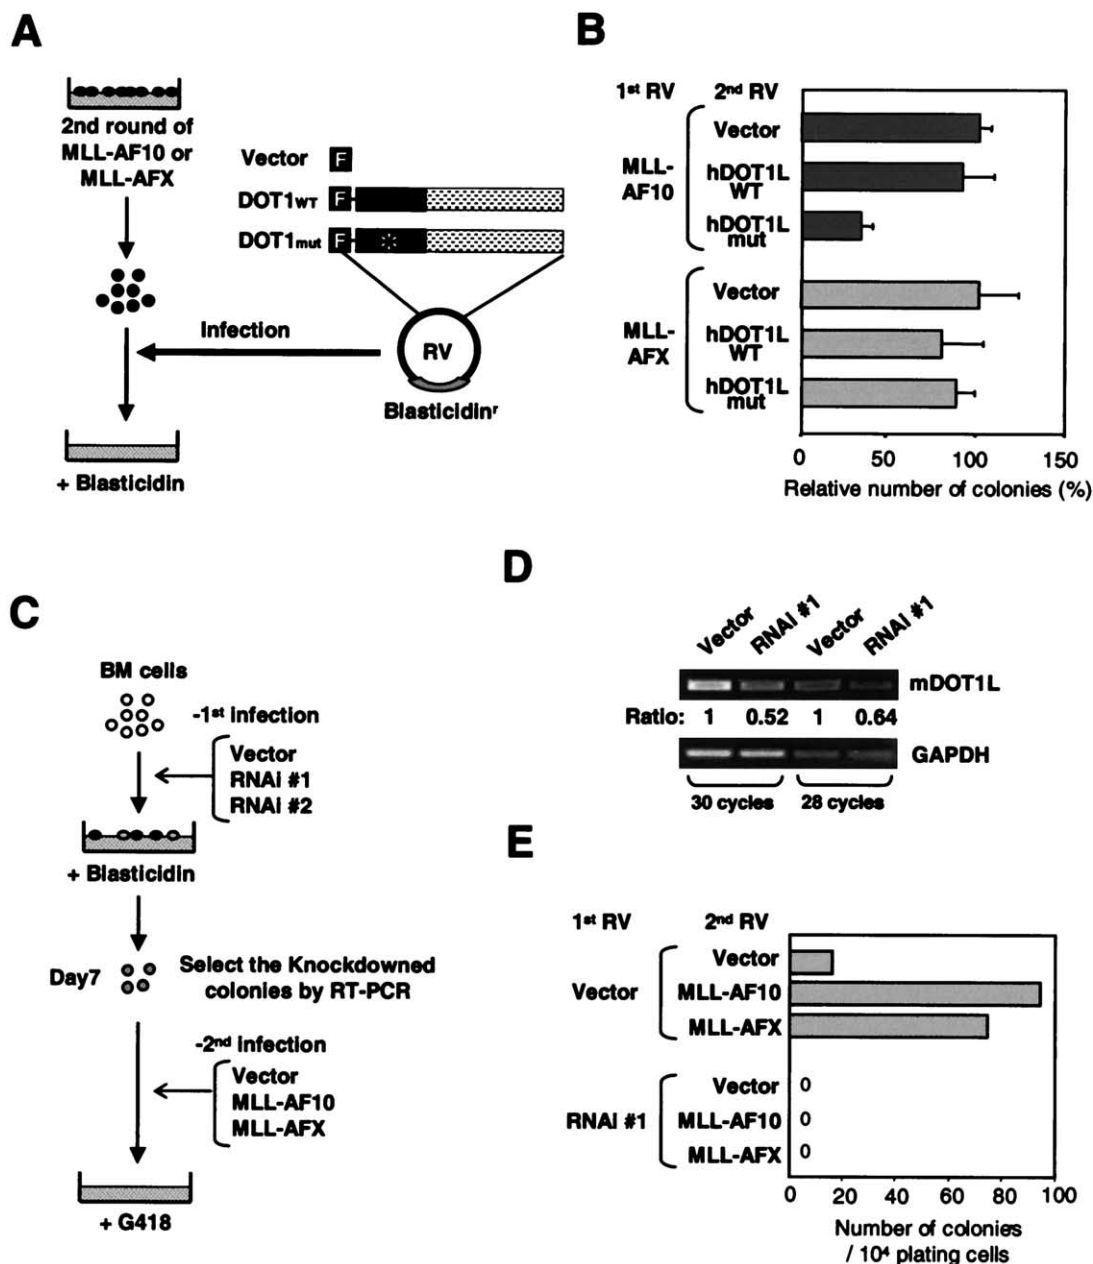 A
2nd round of
MLL-AF10 or
MLL-AFX
Vector F
DOT1WT F
DOT1mut F *
Infection
RV
Blasticidinʳ
+ Blasticidin
B
1st RV 2nd RV
MLL-
AF10
Vector
hDOT1L
WT
hDOT1L
mut
MLL-
AFX
Vector
hDOT1L
WT
hDOT1L
mut
0 50 100 150
Relative number of colonies (%)
C
BM cells
-1st infection
Vector
RNAi #1
RNAi #2
+ Blasticidin
Day7
Select the Knockdowned
colonies by RT-PCR
-2nd infection
Vector
MLL-AF10
MLL-AFX
+ G418
D
Vector RNAi #1 Vector RNAi #1
mDOT1L
Ratio: 1 0.52 1 0.64
GAPDH
30 cycles 28 cycles
E
1st RV 2nd RV
Vector
Vector
MLL-AF10
MLL-AFX
RNAi #1
Vector 0
MLL-AF10 0
MLL-AFX 0
0 20 40 60 80 100
Number of colonies
/ 10⁴ plating cells